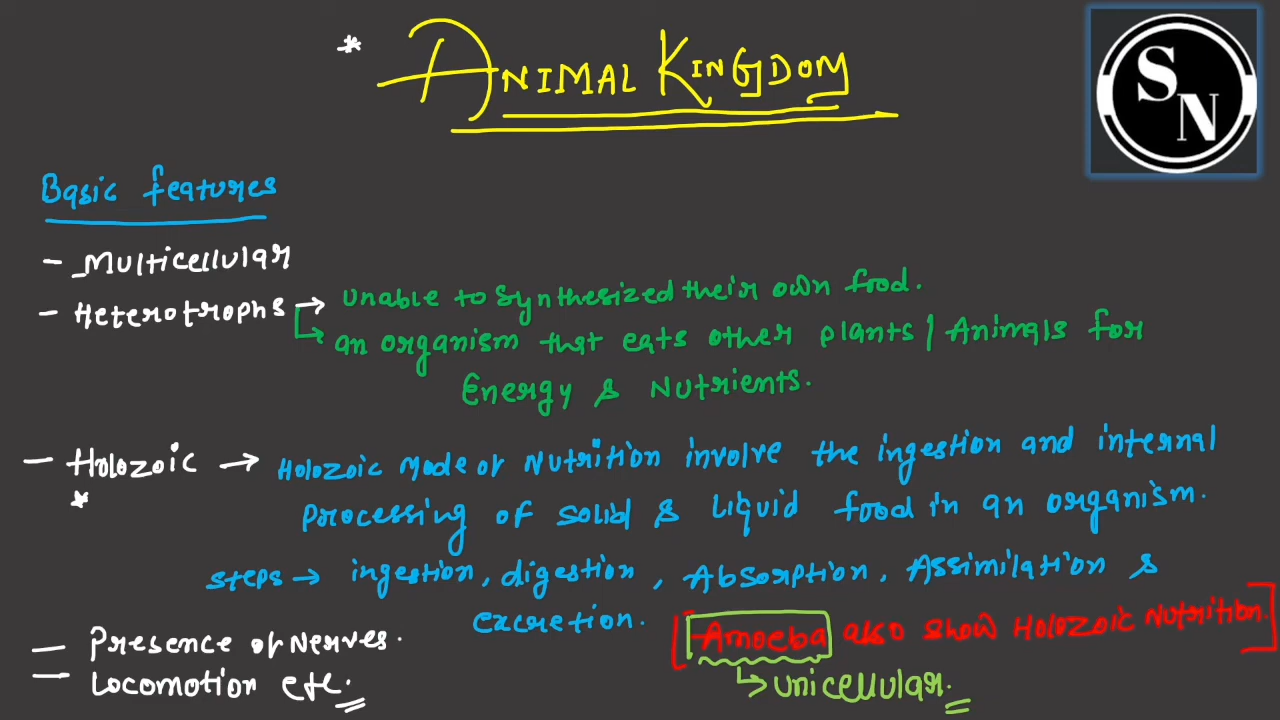 * ANIMAL KINGDOM
SN
Basic features
- Multicellular
- Heterotrophs → unable to synthesized their own food.
↳ an organism that eats other plants / Animals for
Energy & Nutrients.
- Holozoic → Holozoic mode of Nutrition involve the ingestion and internal
* processing of solid & liquid food in an organism.
steps → ingestion, digestion, Absorption, Assimilation &
excretion. [Amoeba also show Holozoic Nutrition.]
- Presence of Nerves.
↳ unicellular.
- Locomotion etc.